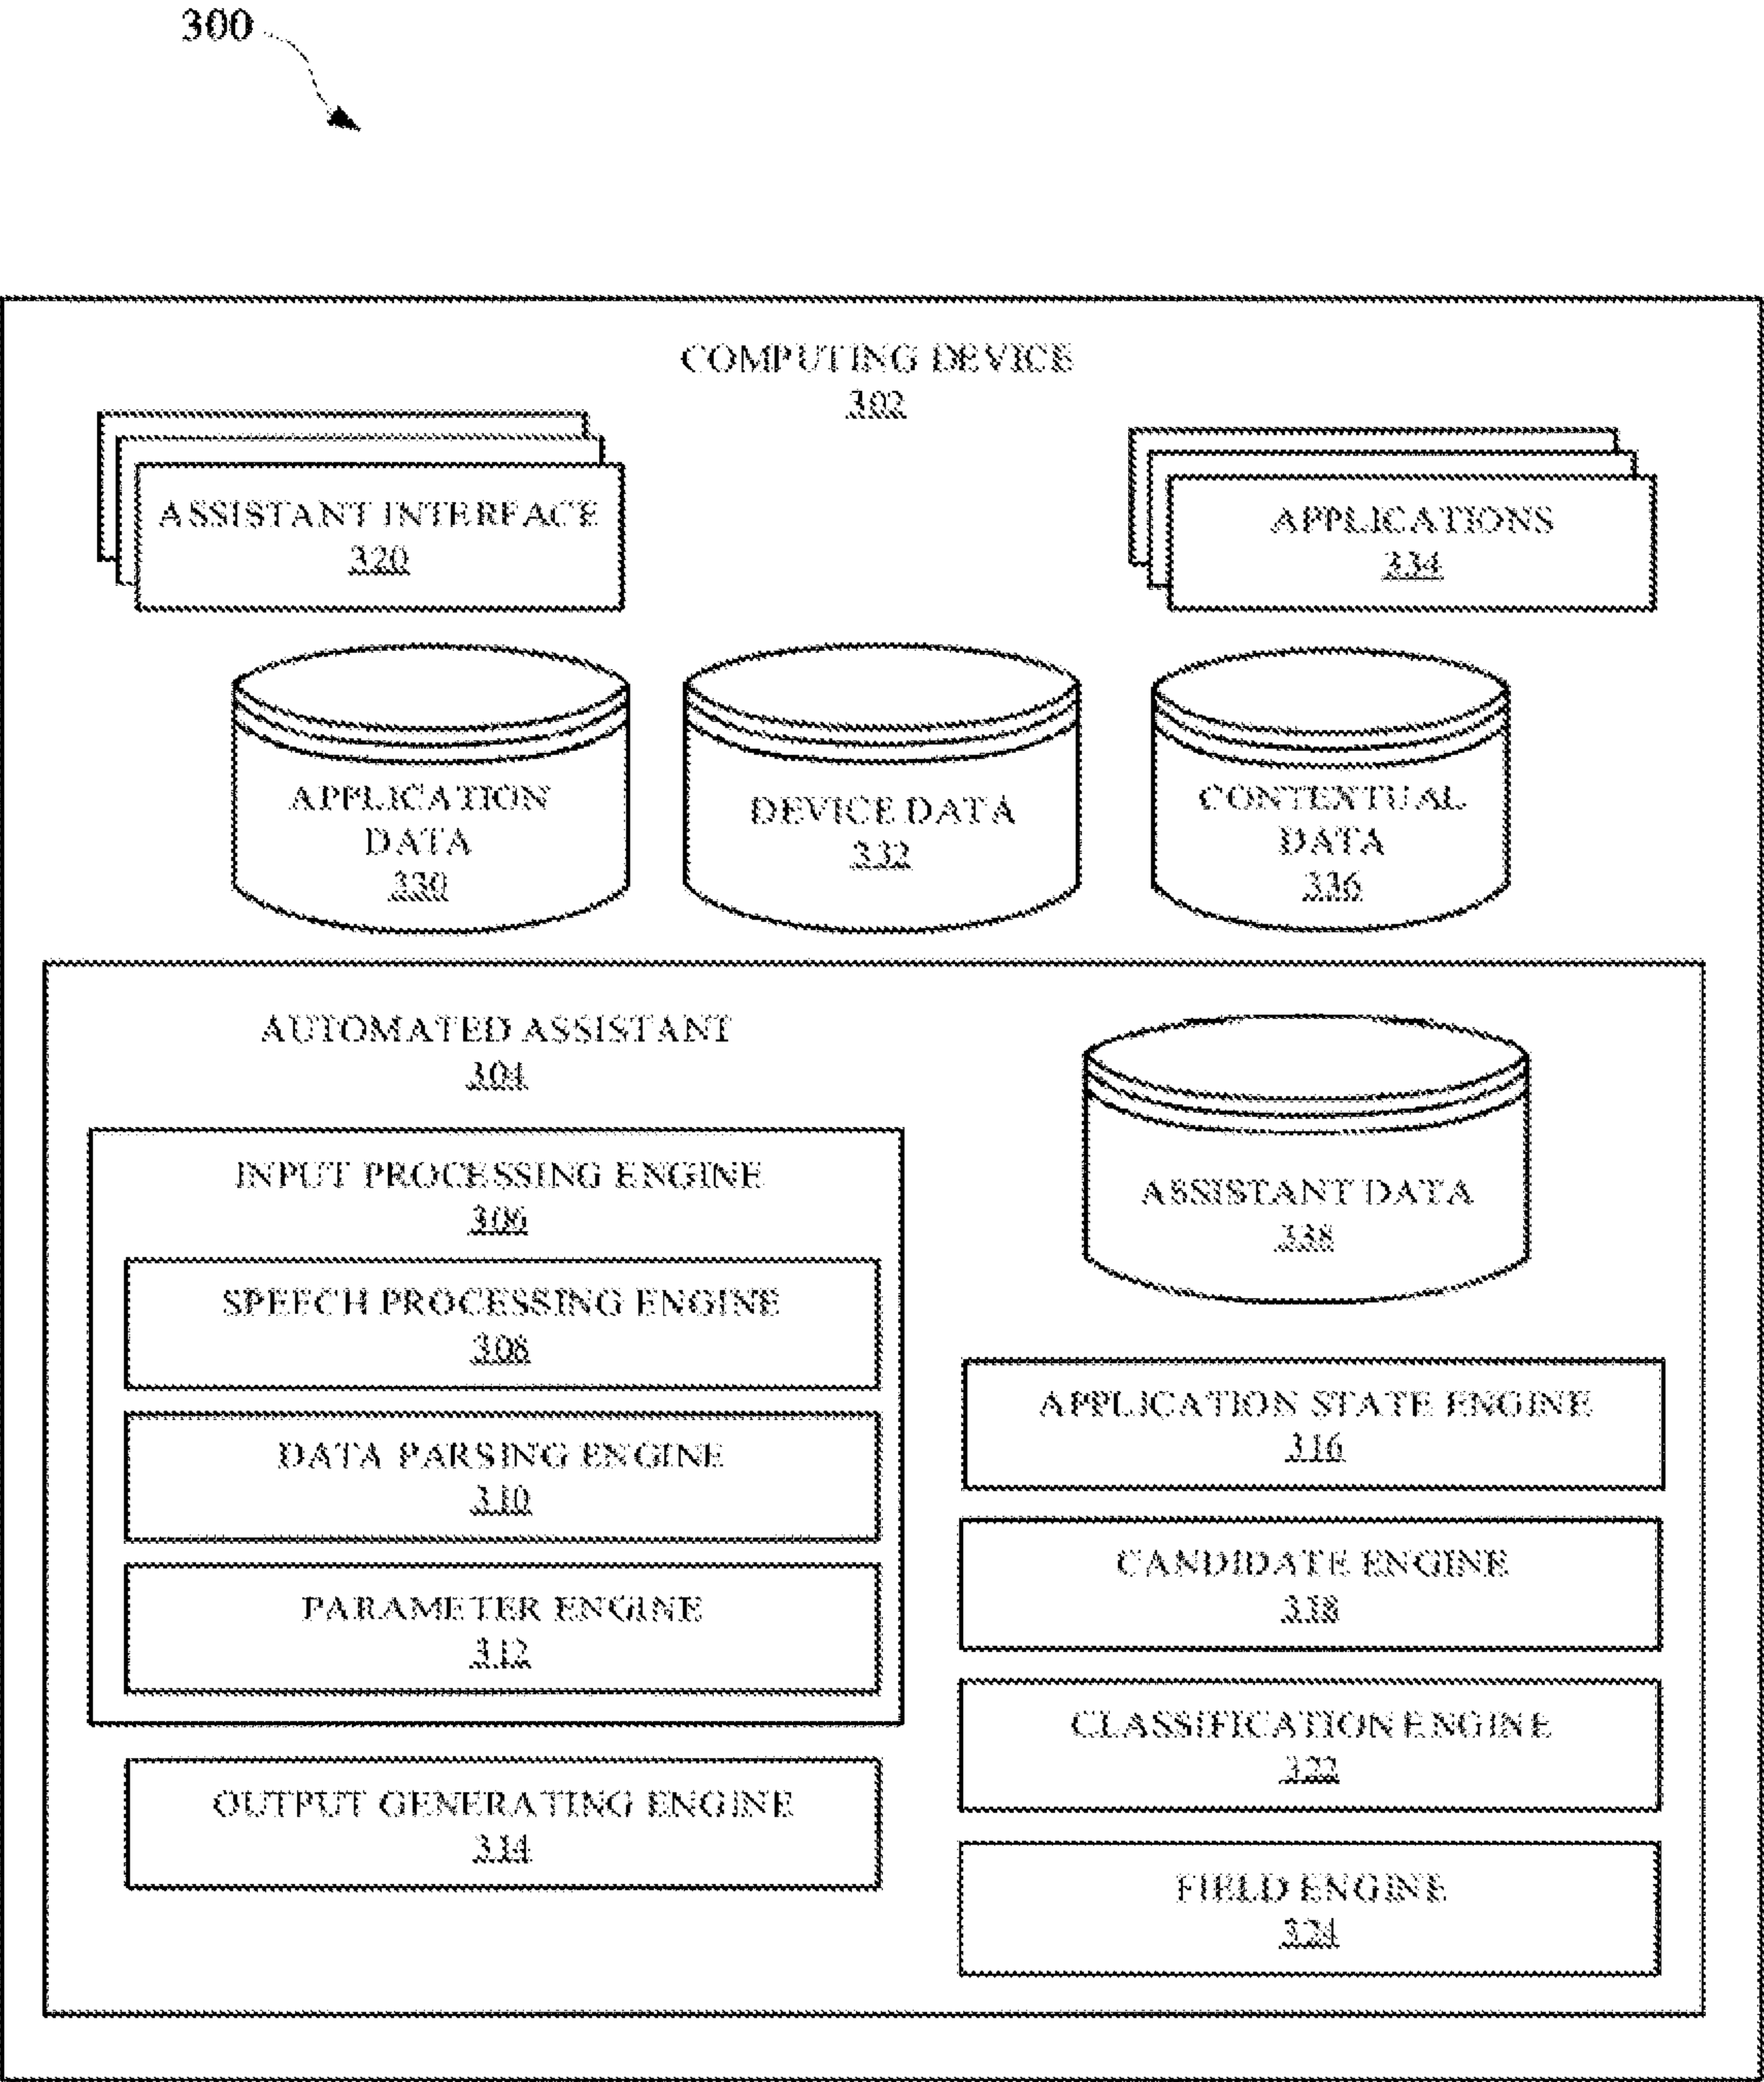 300
COMPUTING DEVICE
302
ASSISTANT INTERFACE
320
APPLICATIONS
334
APPLICATION
DATA
330
DEVICE DATA
332
CONTEXTUAL
DATA
336
AUTOMATED ASSISTANT
304
INPUT PROCESSING ENGINE
306
SPEECH PROCESSING ENGINE
308
DATA PARSING ENGINE
310
PARAMETER ENGINE
312
OUTPUT GENERATING ENGINE
314
ASSISTANT DATA
338
APPLICATION STATE ENGINE
316
CANDIDATE ENGINE
318
CLASSIFICATION ENGINE
322
FIELD ENGINE
324